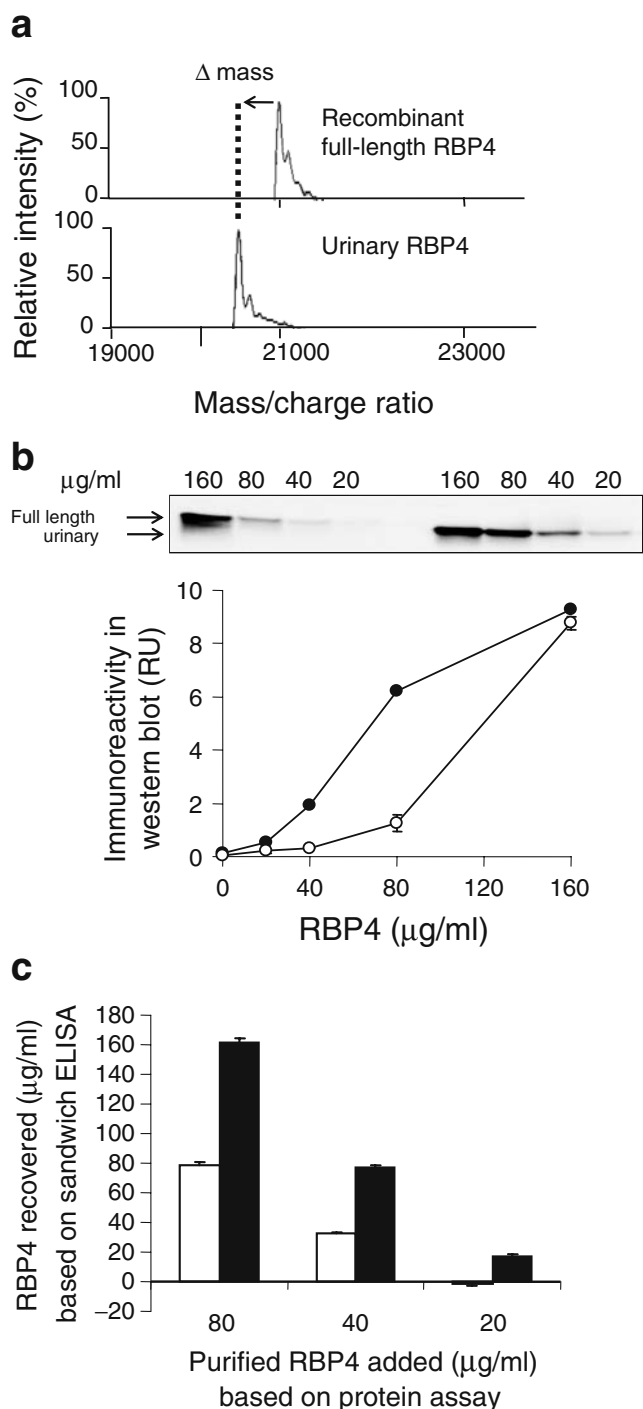 a
Δ mass
Relative intensity (%)
100
50
0
Recombinant
full-length RBP4
100
50
0
Urinary RBP4
19000 21000 23000
Mass/charge ratio
b
μg/ml 160 80 40 20 160 80 40 20
Full length
urinary
Immunoreactivity in
western blot (RU)
10
8
6
4
2
0
0 40 80 120 160
RBP4 (μg/ml)
c
RBP4 recovered (μg/ml)
based on sandwich ELISA
180
160
140
120
100
80
60
40
20
0
−20
80 40 20
Purified RBP4 added (μg/ml)
based on protein assay